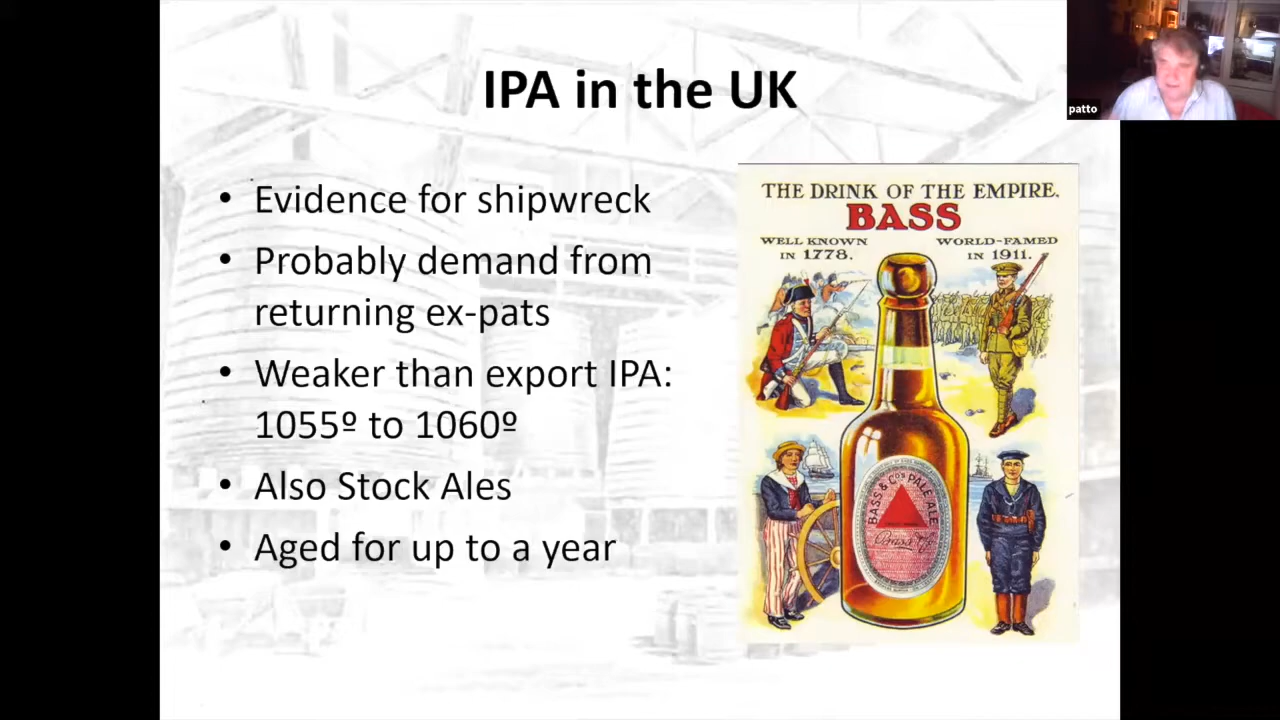 IPA in the UK
patto
• Evidence for shipwreck
• Probably demand from
returning ex-pats
• Weaker than export IPA:
1055º to 1060º
• Also Stock Ales
• Aged for up to a year
THE DRINK OF THE EMPIRE.
BASS
WELL KNOWN
IN 1778.
WORLD-FAMED
IN 1911.
BASS & Cos PALE ALE